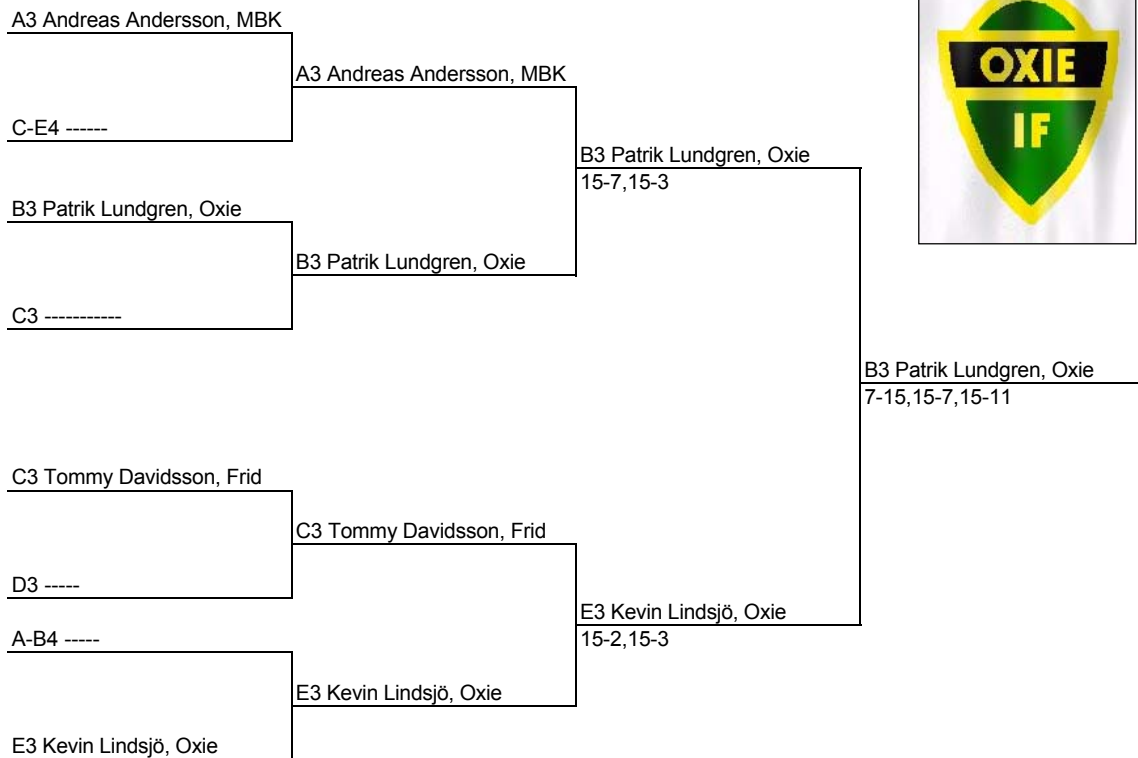 A3 Andreas Andersson, MBK
A3 Andreas Andersson, MBK
C-E4 ------
B3 Patrik Lundgren, Oxie
15-7,15-3
B3 Patrik Lundgren, Oxie
B3 Patrik Lundgren, Oxie
C3 -----------
B3 Patrik Lundgren, Oxie
7-15,15-7,15-11
C3 Tommy Davidsson, Frid
C3 Tommy Davidsson, Frid
D3 -----
E3 Kevin Lindsjö, Oxie
15-2,15-3
A-B4 -----
E3 Kevin Lindsjö, Oxie
E3 Kevin Lindsjö, Oxie
OXIE
IF